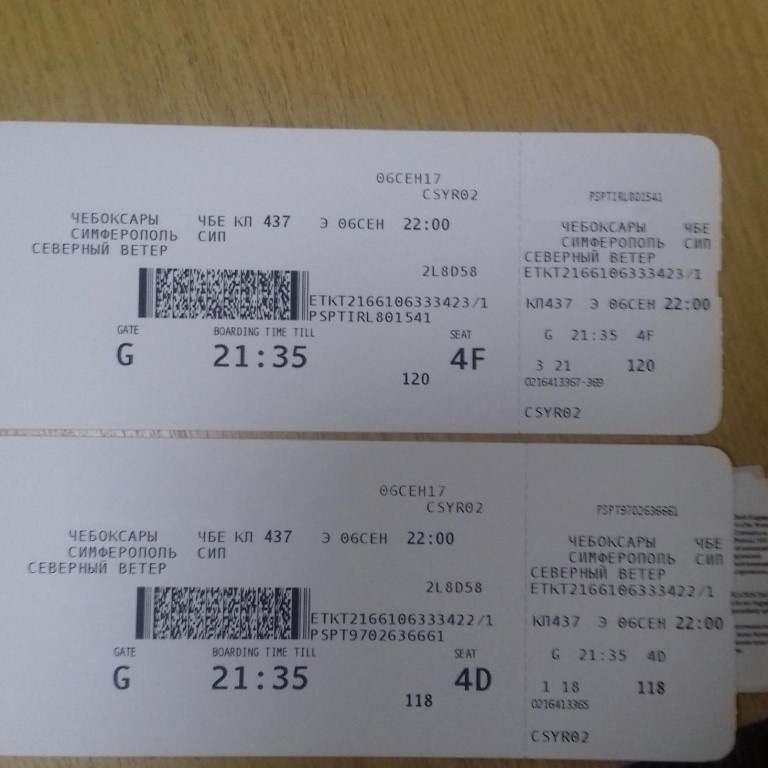 06СЕН17
CSYR02
PSPTIRL801541
ЧЕБОКСАРЫ ЧБЕ КП 437 Э 06СЕН 22:00
СИМФЕРОПОЛЬ СИП
СЕВЕРНЫЙ ВЕТЕР
2L8D58
ETKT2166106333423/1
PSPTIRL801541
GATE BOARDING TIME TILL SEAT
G 21:35 4F
120
ЧЕБОКСАРЫ ЧБЕ
СИМФЕРОПОЛЬ СИП
СЕВЕРНЫЙ ВЕТЕР
ETKT2166106333423/1
КП437 Э 06СЕН 22:00
G 21:35 4F
3 21 120
0216413367-369
CSYR02
06СЕН17
CSYR02
PSPT9702636661
ЧЕБОКСАРЫ ЧБЕ КП 437 Э 06СЕН 22:00
СИМФЕРОПОЛЬ СИП
СЕВЕРНЫЙ ВЕТЕР
2L8D58
ETKT2166106333422/1
PSPT9702636661
GATE BOARDING TIME TILL SEAT
G 21:35 4D
118
ЧЕБОКСАРЫ ЧБЕ
СИМФЕРОПОЛЬ СИП
СЕВЕРНЫЙ ВЕТЕР
ETKT2166106333422/1
КП437 Э 06СЕН 22:00
G 21:35 4D
1 18 118
0216413365
CSYR02